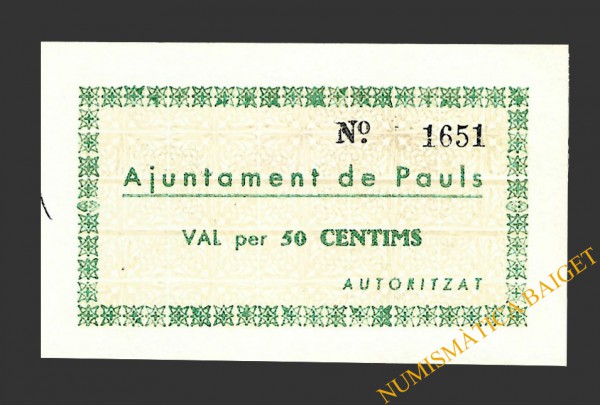 Nº 1651
Ajuntament de Pauls
VAL per 50 CENTIMS
AUTORITZAT
NUMISMÀTICA BAIGET